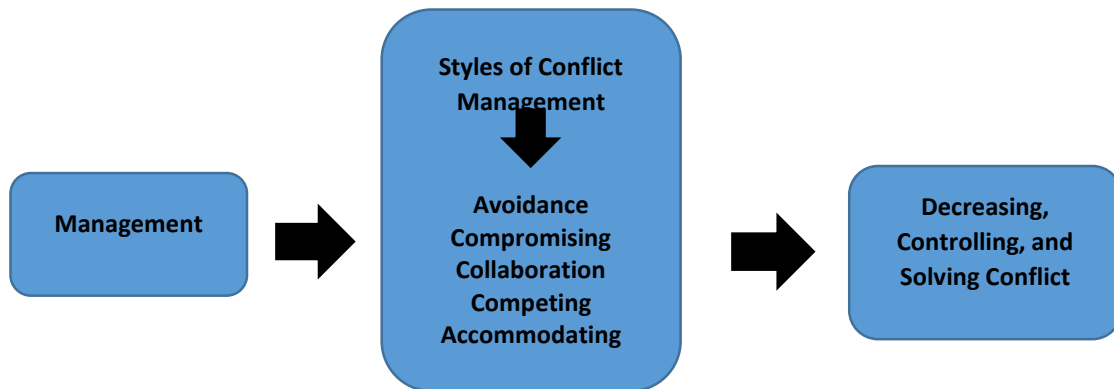 Management
Styles of Conflict
Management
Avoidance
Compromising
Collaboration
Competing
Accommodating
Decreasing,
Controlling, and
Solving Conflict